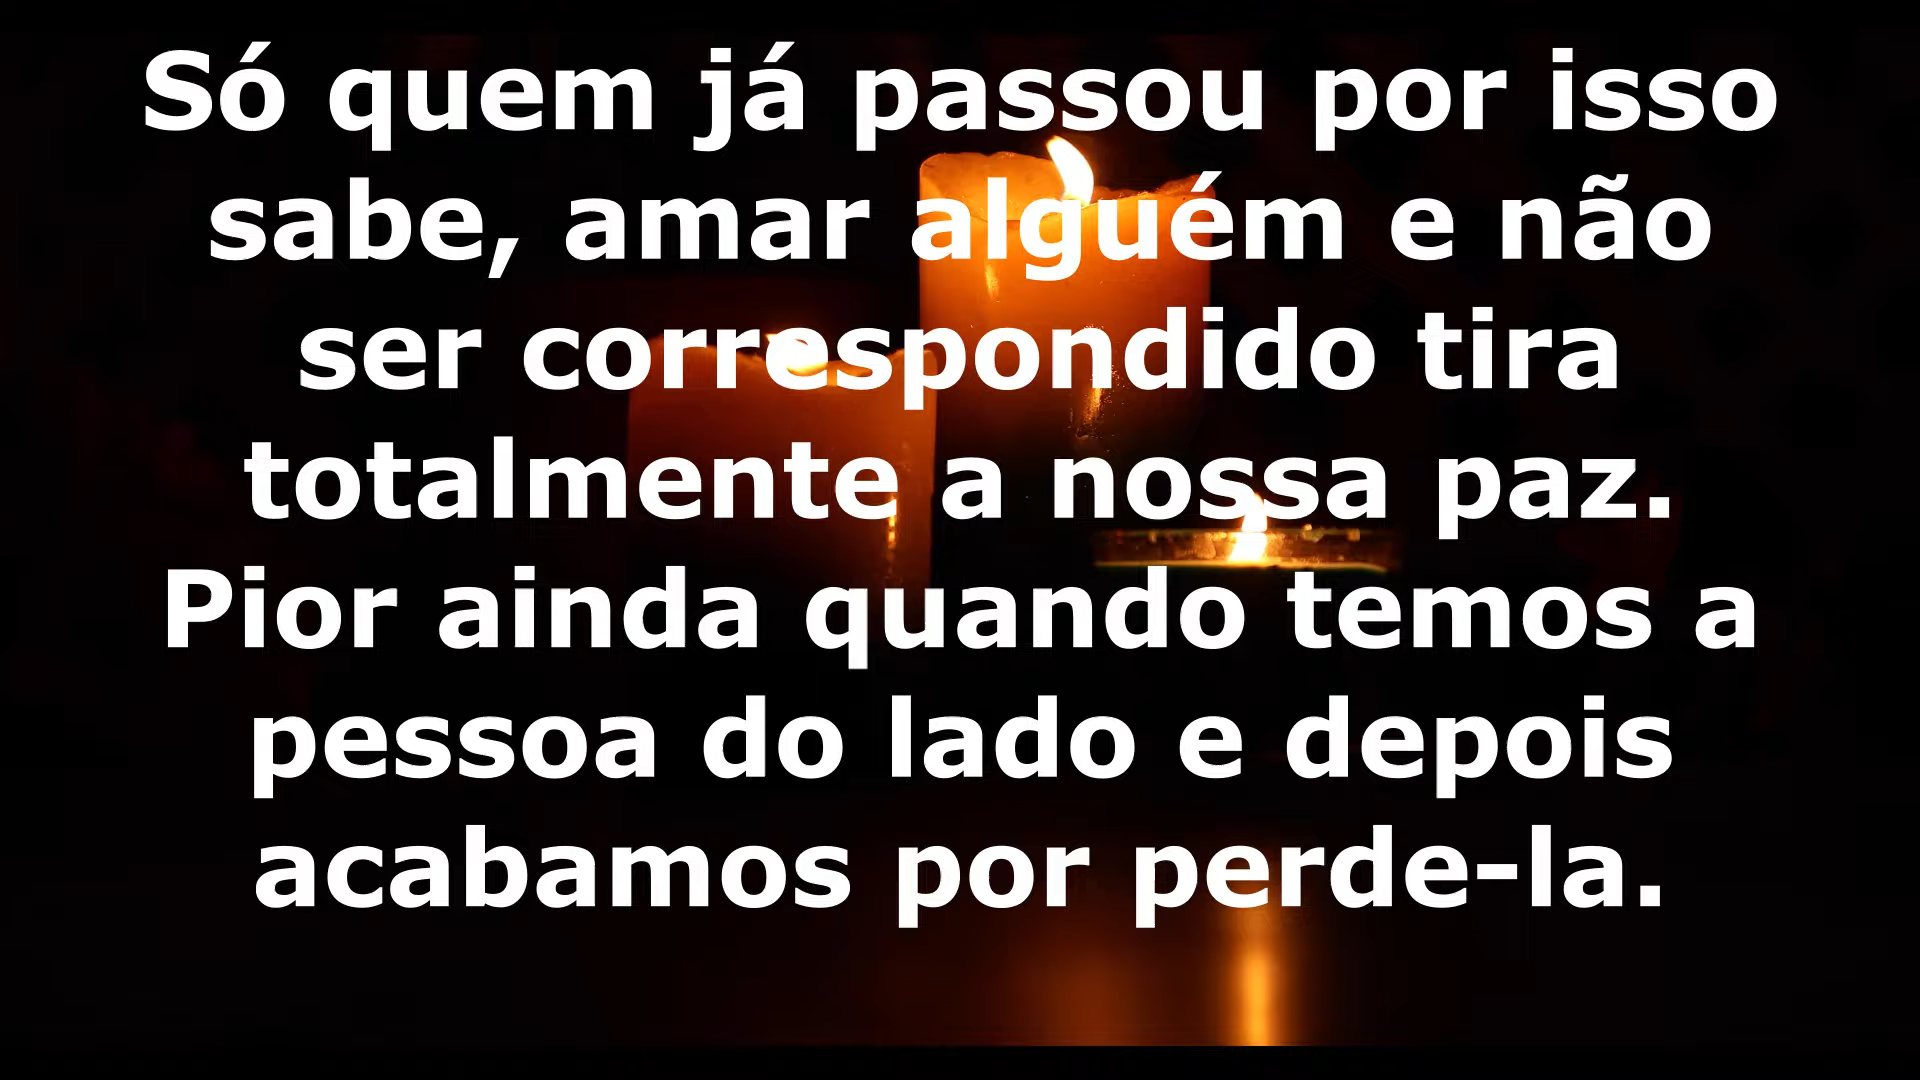 Só quem já passou por isso
sabe, amar alguém e não
ser correspondido tira
totalmente a nossa paz.
Pior ainda quando temos a
pessoa do lado e depois
acabamos por perde-la.